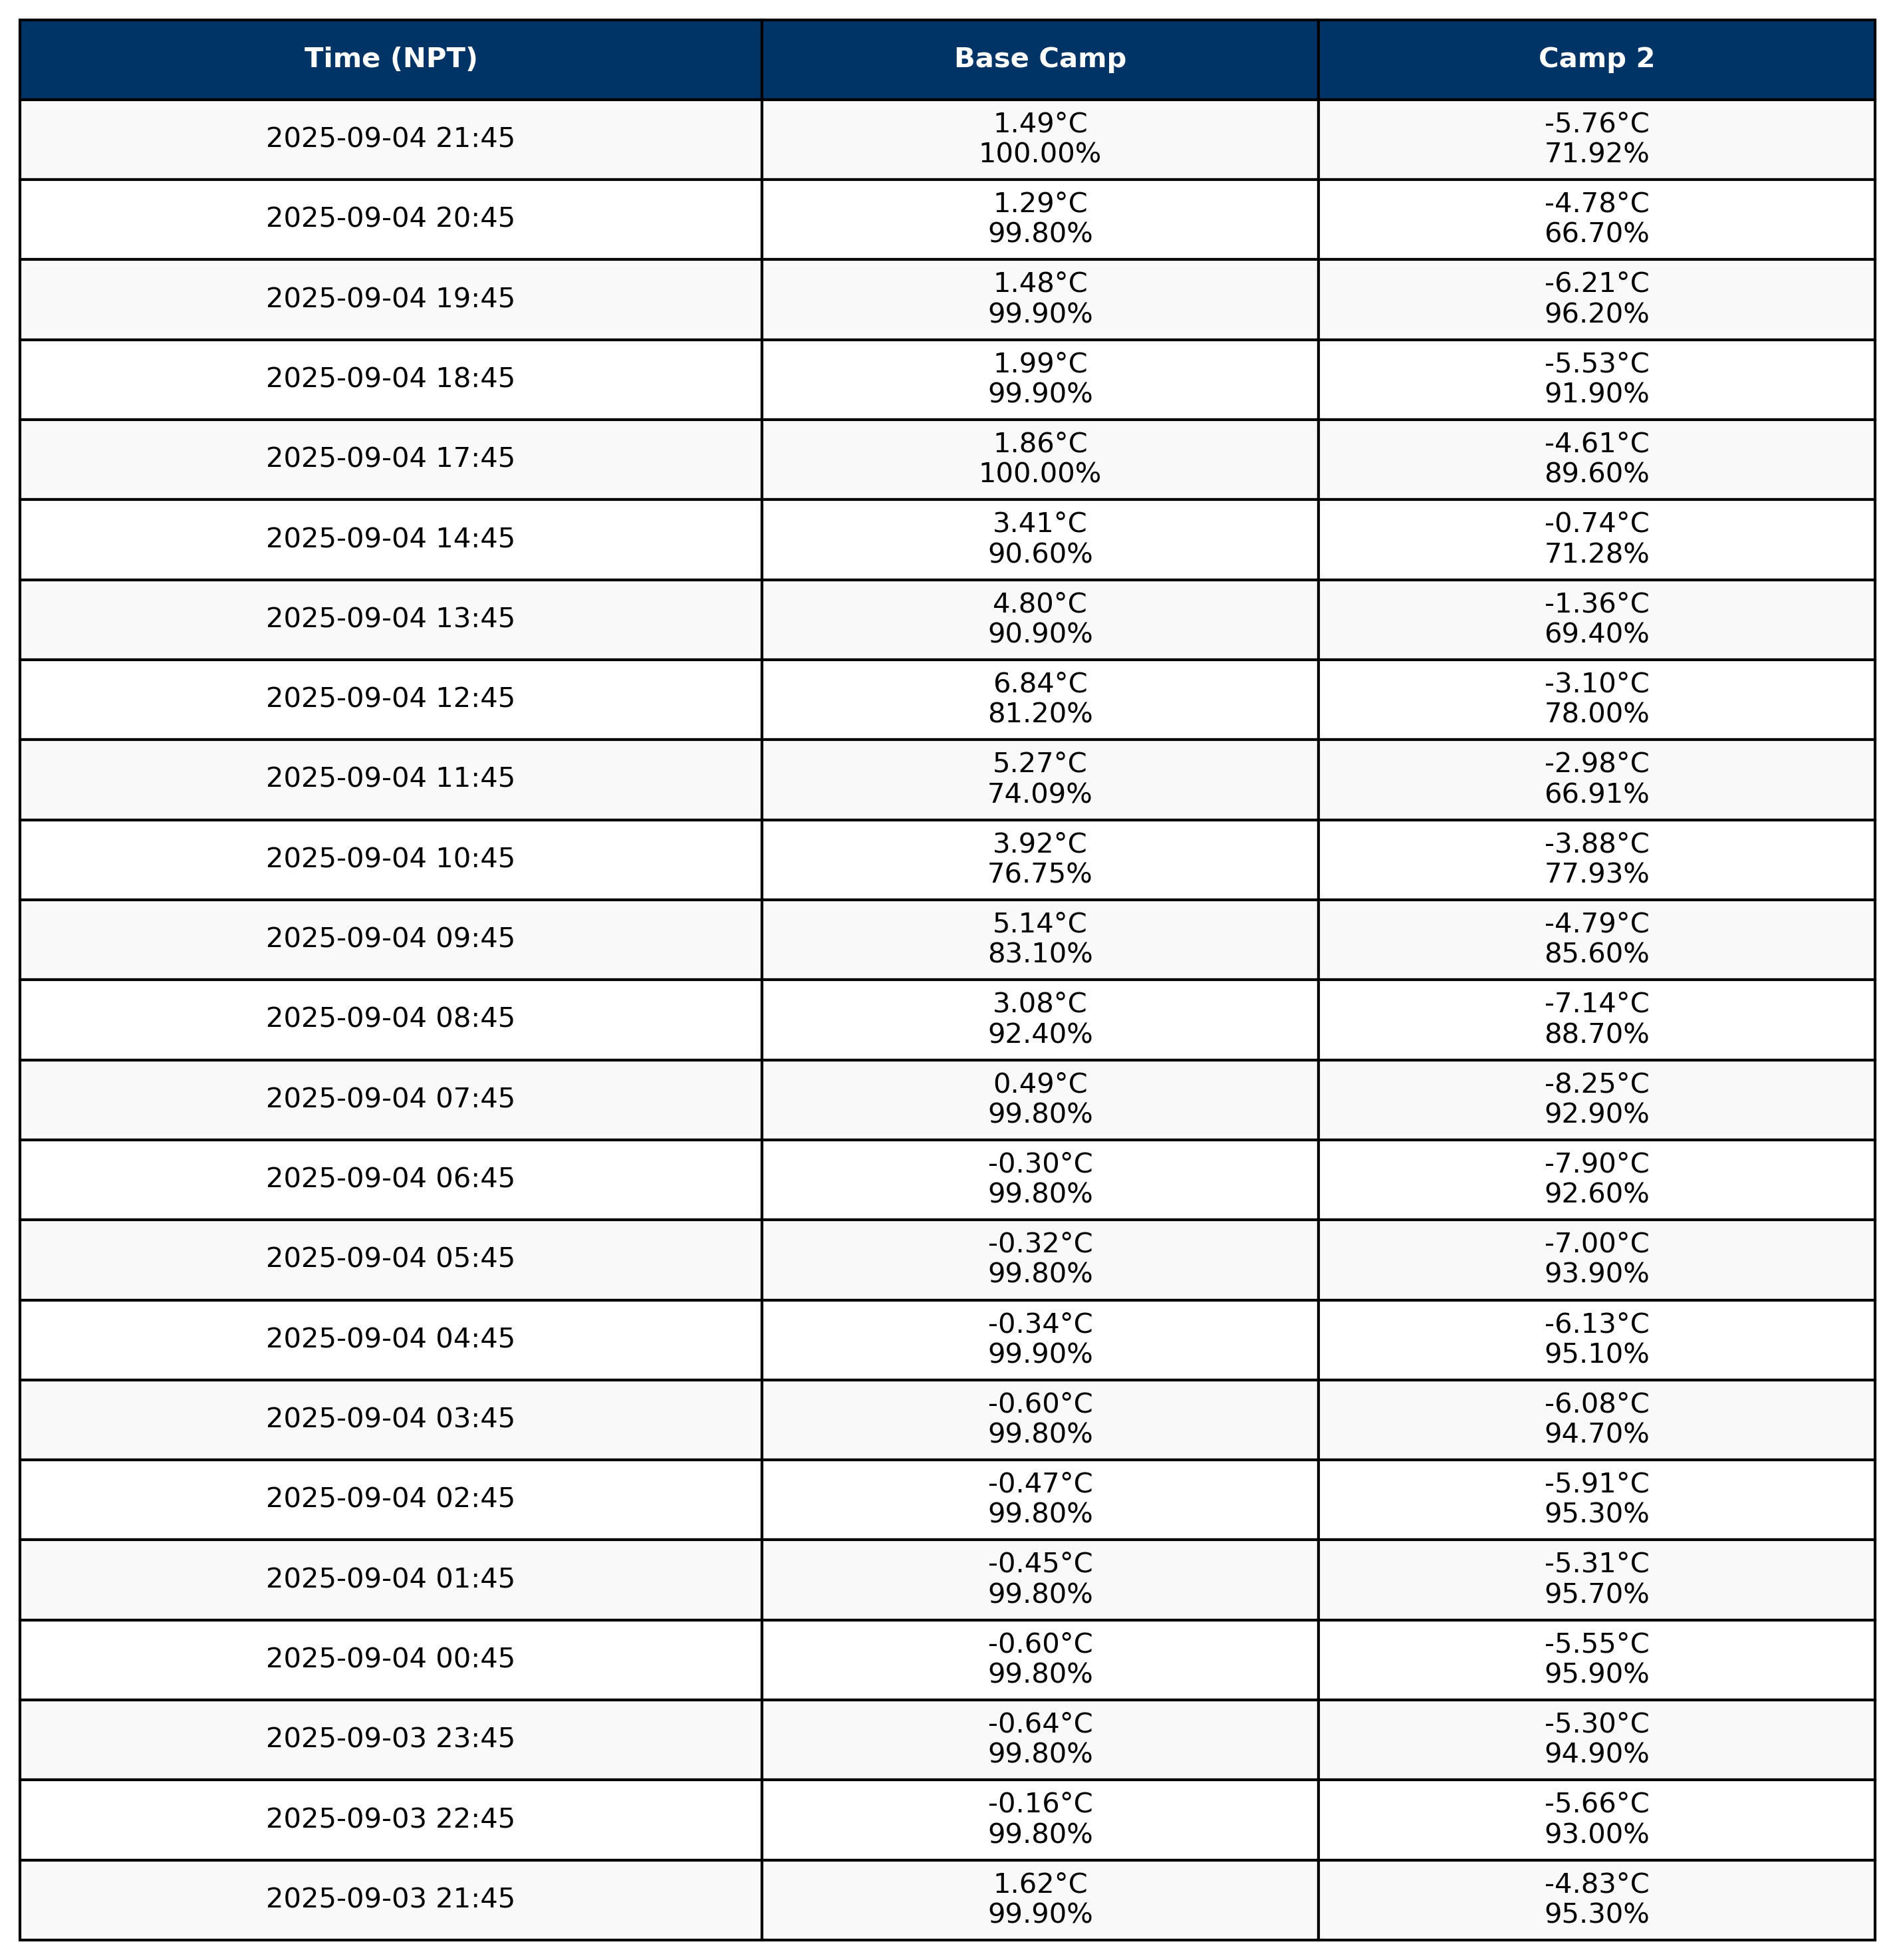 Time (NPT) Base Camp Camp 2
2025-09-04 21:45 1.49°C -5.76°C
100.00% 71.92%
2025-09-04 20:45 1.29°C -4.78°C
99.80% 66.70%
2025-09-04 19:45 1.48°C -6.21°C
99.90% 96.20%
2025-09-04 18:45 1.99°C -5.53°C
99.90% 91.90%
2025-09-04 17:45 1.86°C -4.61°C
100.00% 89.60%
2025-09-04 14:45 3.41°C -0.74°C
90.60% 71.28%
2025-09-04 13:45 4.80°C -1.36°C
90.90% 69.40%
2025-09-04 12:45 6.84°C -3.10°C
81.20% 78.00%
2025-09-04 11:45 5.27°C -2.98°C
74.09% 66.91%
2025-09-04 10:45 3.92°C -3.88°C
76.75% 77.93%
2025-09-04 09:45 5.14°C -4.79°C
83.10% 85.60%
2025-09-04 08:45 3.08°C -7.14°C
92.40% 88.70%
2025-09-04 07:45 0.49°C -8.25°C
99.80% 92.90%
2025-09-04 06:45 -0.30°C -7.90°C
99.80% 92.60%
2025-09-04 05:45 -0.32°C -7.00°C
99.80% 93.90%
2025-09-04 04:45 -0.34°C -6.13°C
99.90% 95.10%
2025-09-04 03:45 -0.60°C -6.08°C
99.80% 94.70%
2025-09-04 02:45 -0.47°C -5.91°C
99.80% 95.30%
2025-09-04 01:45 -0.45°C -5.31°C
99.80% 95.70%
2025-09-04 00:45 -0.60°C -5.55°C
99.80% 95.90%
2025-09-03 23:45 -0.64°C -5.30°C
99.80% 94.90%
2025-09-03 22:45 -0.16°C -5.66°C
99.80% 93.00%
2025-09-03 21:45 1.62°C -4.83°C
99.90% 95.30%